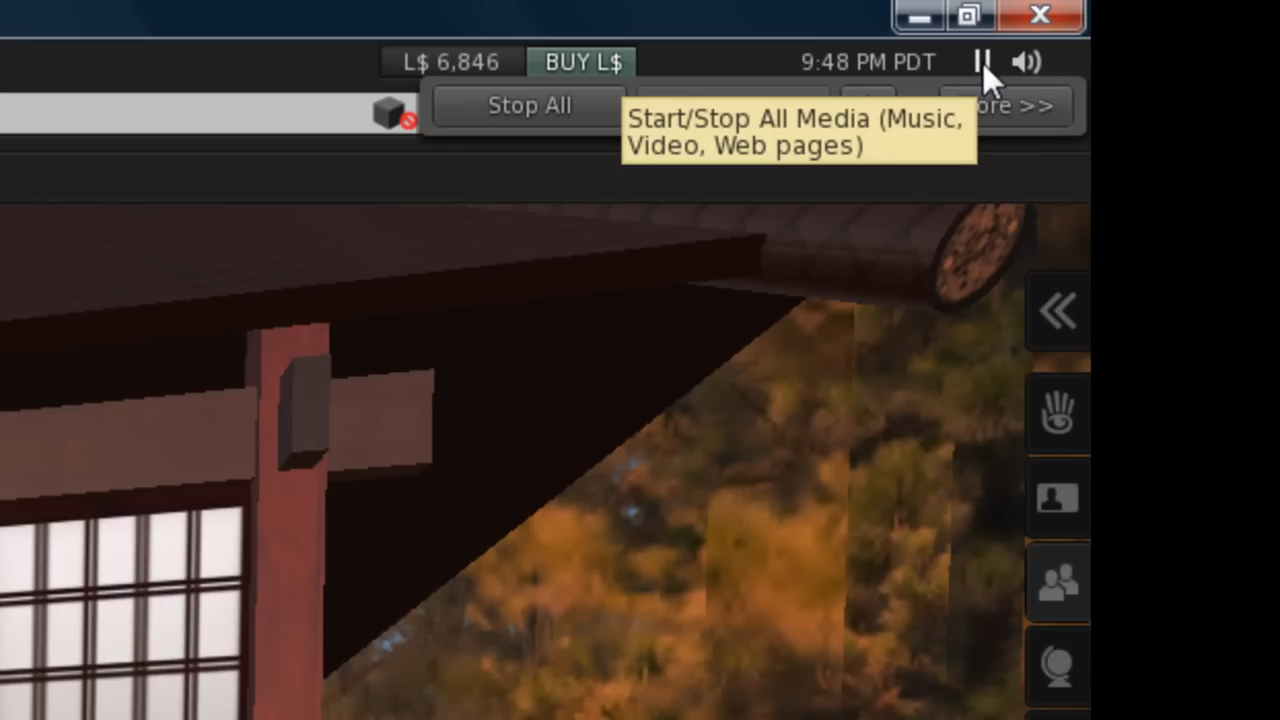 L$ 6,846 BUY L$ 9:48 PM PDT
Stop All >>
Start/Stop All Media (Music,
Video, Web pages)